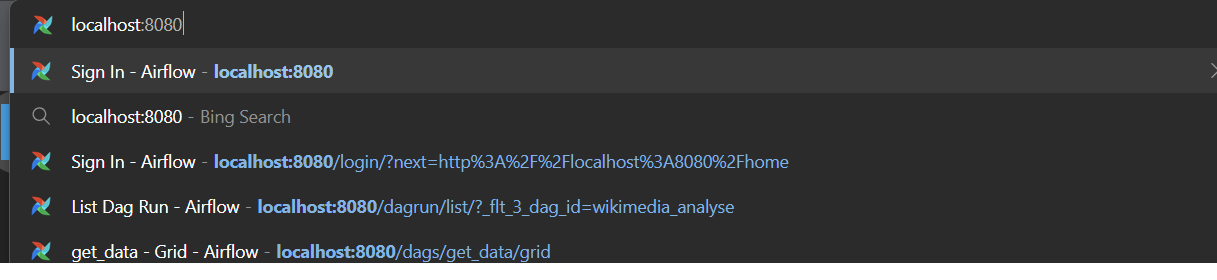 localhost:8080
Sign In - Airflow - localhost:8080
localhost:8080 - Bing Search
Sign In - Airflow - localhost:8080/login/?next=http%3A%2F%2Flocalhost%3A8080%2Fhome
List Dag Run - Airflow - localhost:8080/dagrun/list/?_flt_3_dag_id=wikimedia_analyse
get_data - Grid - Airflow - localhost:8080/dags/get_data/grid